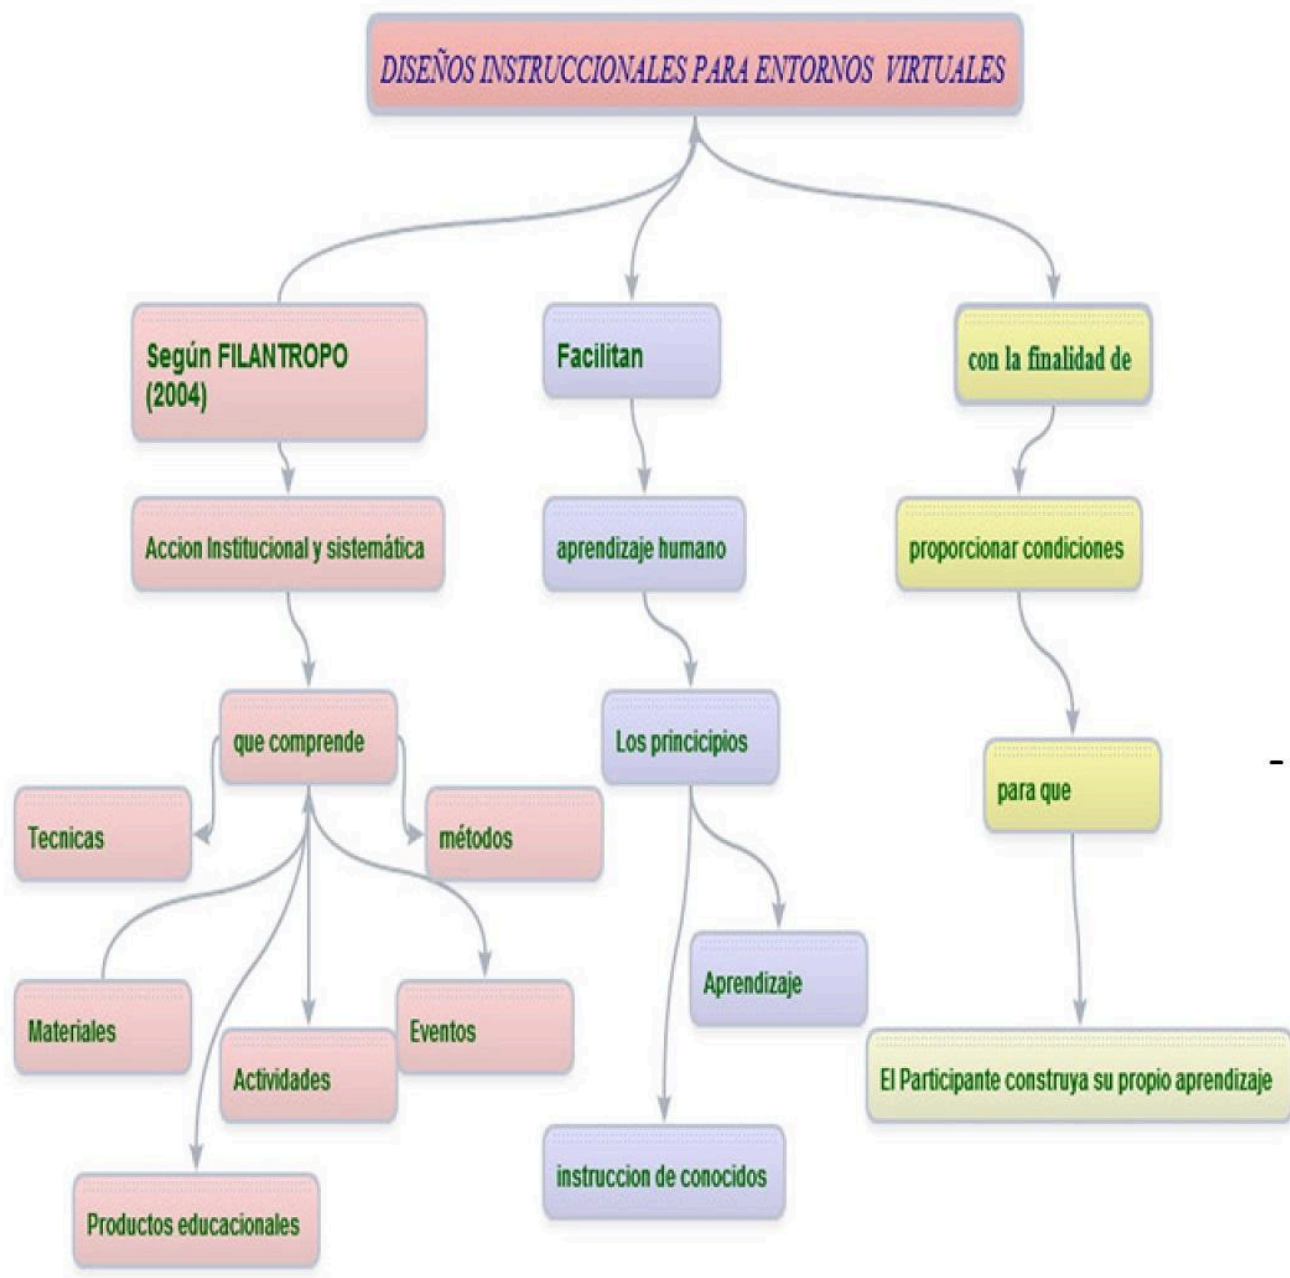 DISEÑOS INSTRUCCIONALES PARA ENTORNOS VIRTUALES
Según FILANTROPO
(2004)
Facilitan
con la finalidad de
Accion Institucional y sistemática
aprendizaje humano
proporcionar condiciones
que comprende
Los princicipios
para que
Tecnicas
métodos
Materiales
Actividades
Eventos
Aprendizaje
El Participante construya su propio aprendizaje
Productos educacionales
instruccion de conocidos
-